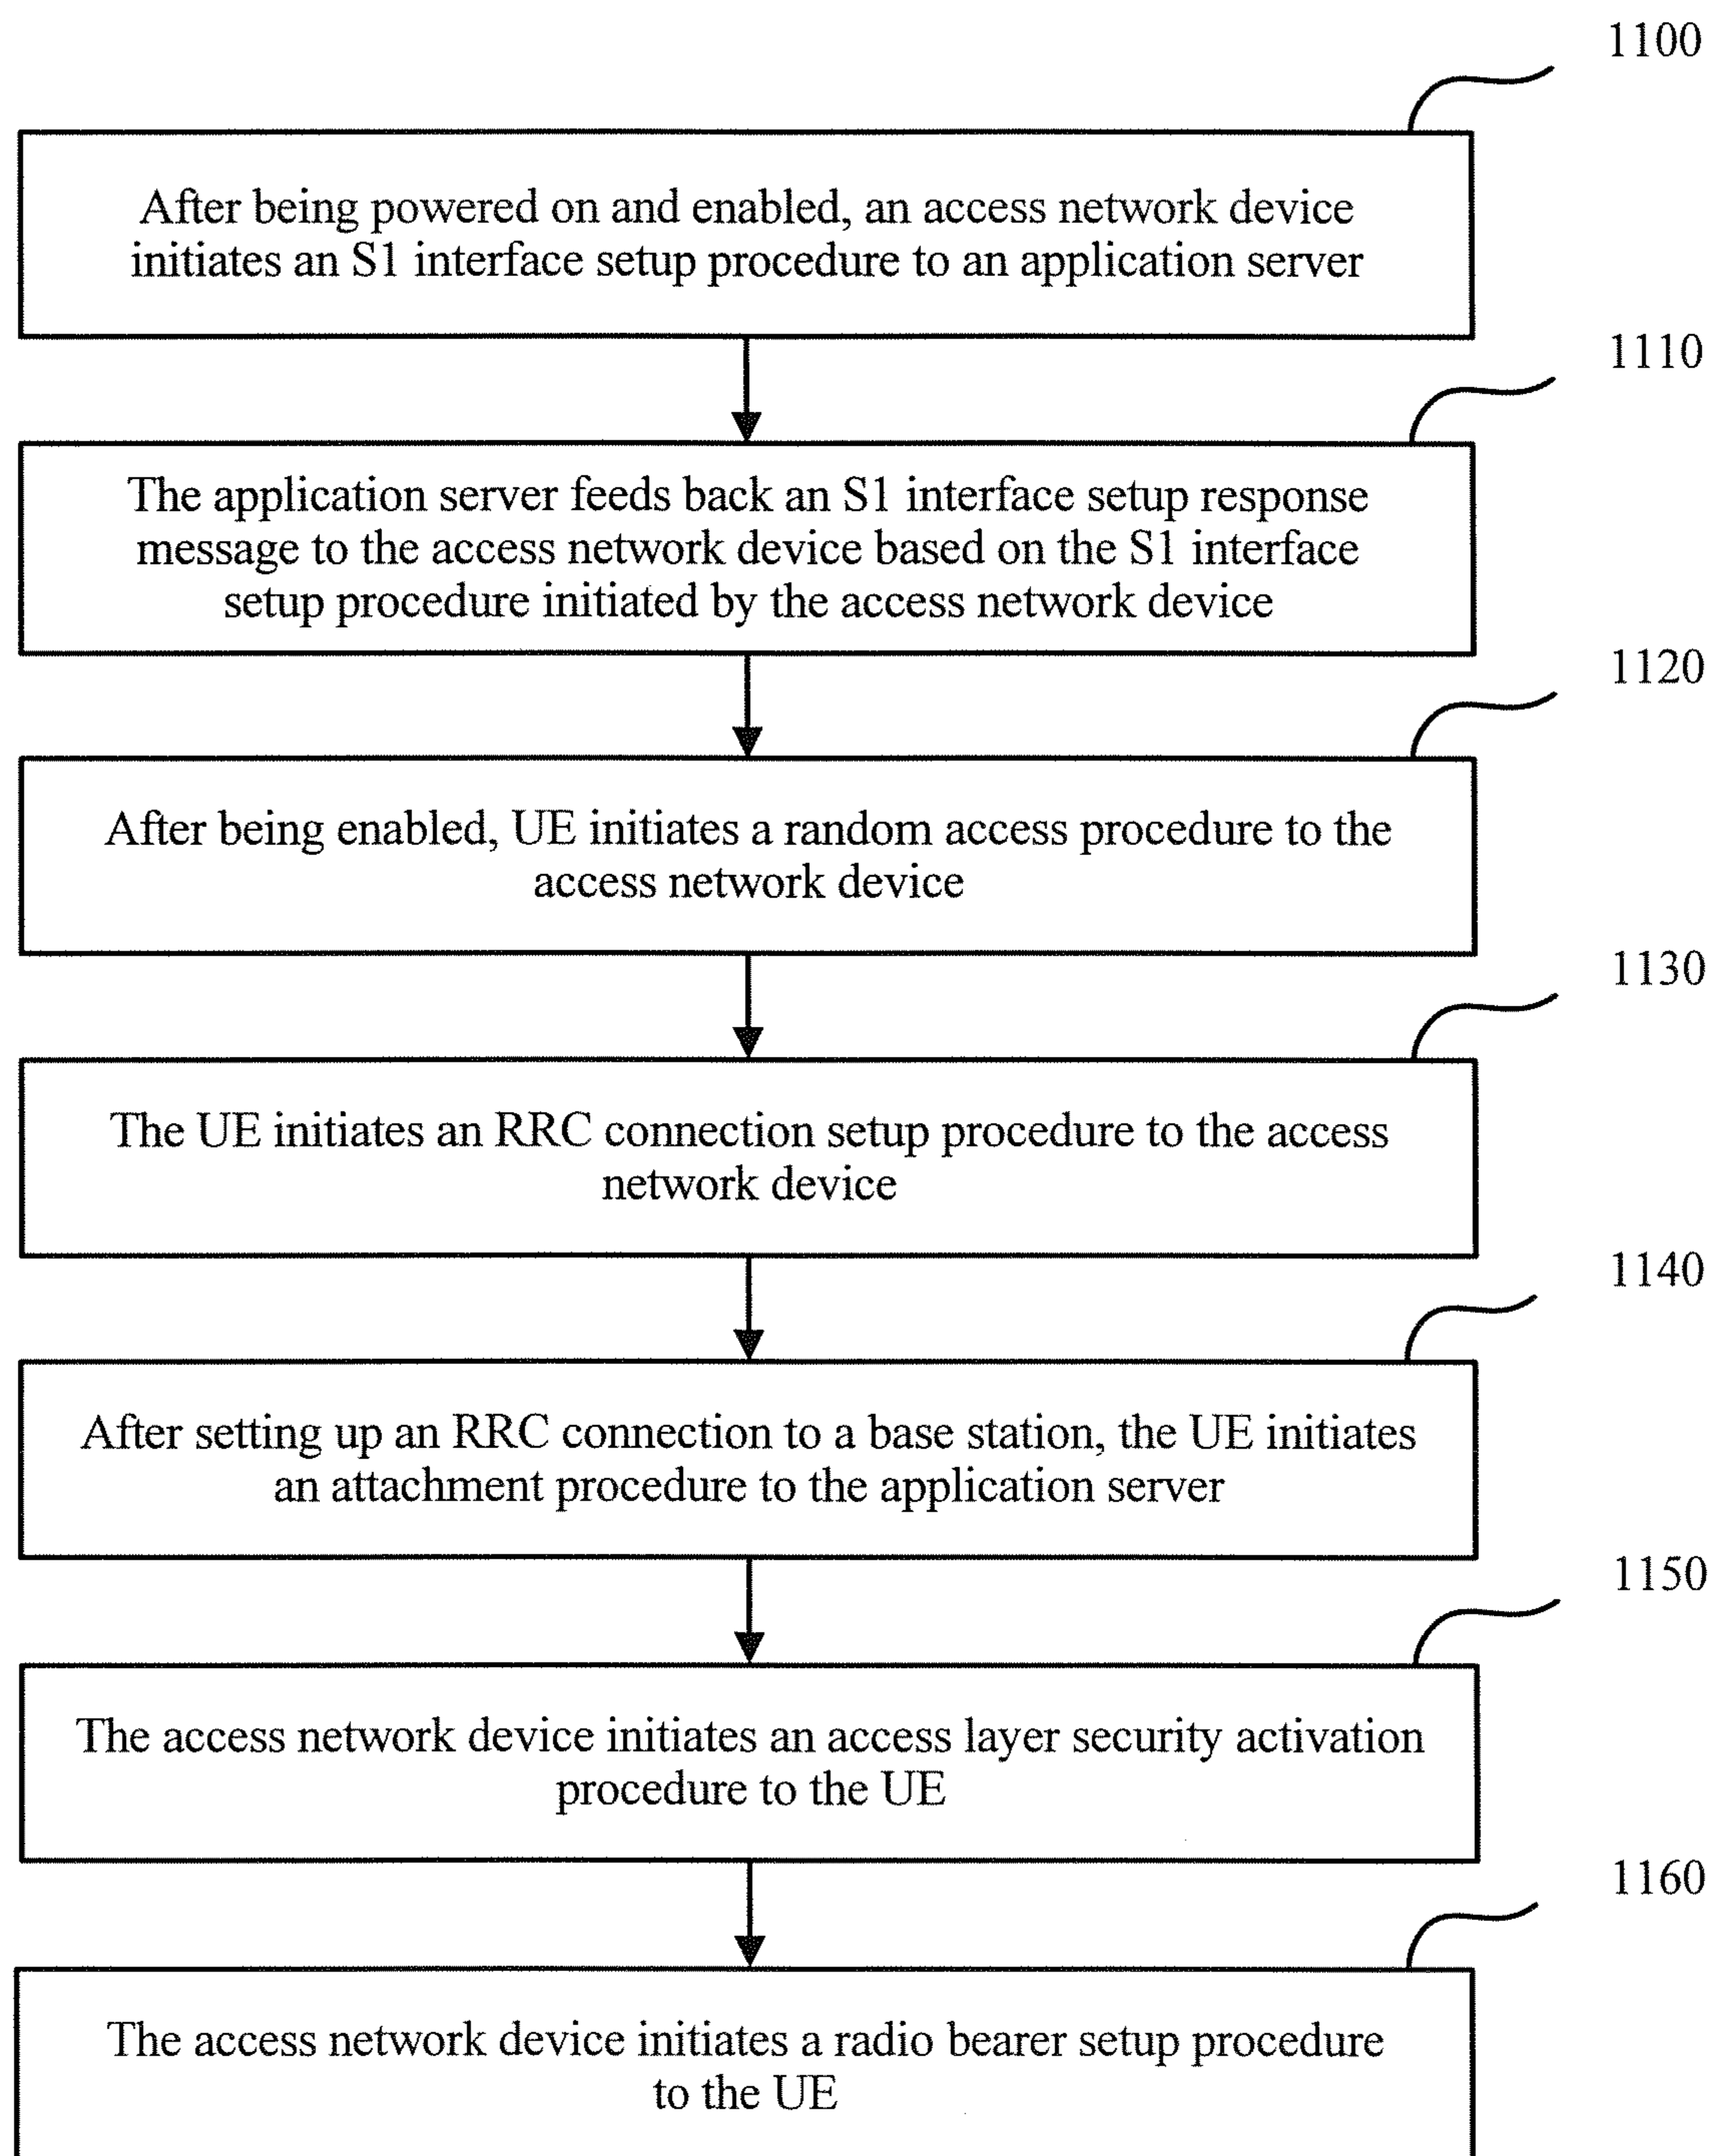 1100
After being powered on and enabled, an access network device
initiates an S1 interface setup procedure to an application server
1110
The application server feeds back an S1 interface setup response
message to the access network device based on the S1 interface
setup procedure initiated by the access network device
1120
After being enabled, UE initiates a random access procedure to the
access network device
1130
The UE initiates an RRC connection setup procedure to the access
network device
1140
After setting up an RRC connection to a base station, the UE initiates
an attachment procedure to the application server
1150
The access network device initiates an access layer security activation
procedure to the UE
1160
The access network device initiates a radio bearer setup procedure
to the UE